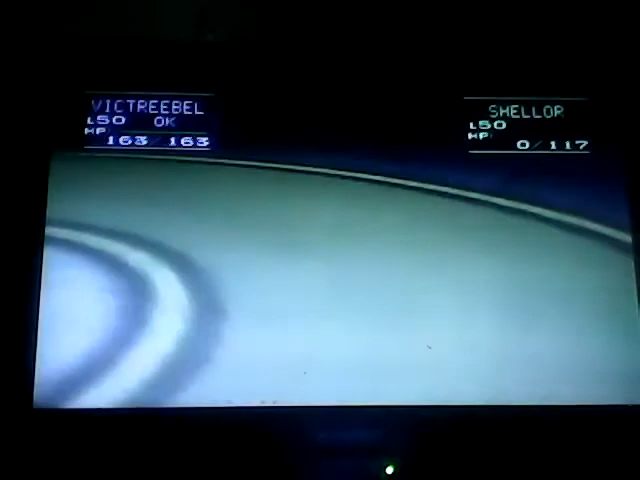 VICTREEBEL
L50 OK
HP:
163/163
SHELLOR
L50
HP:
0/117